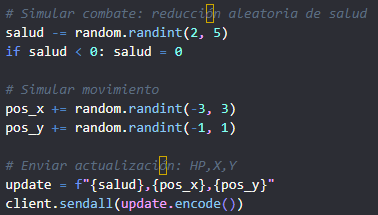 # Simular combate: reducción aleatoria de salud
salud -= random.randint(2, 5)
if salud < 0: salud = 0
# Simular movimiento
pos_x += random.randint(-3, 3)
pos_y += random.randint(-1, 1)
# Enviar actualización: HP,X,Y
update = f"{salud},{pos_x},{pos_y}"
client.sendall(update.encode())